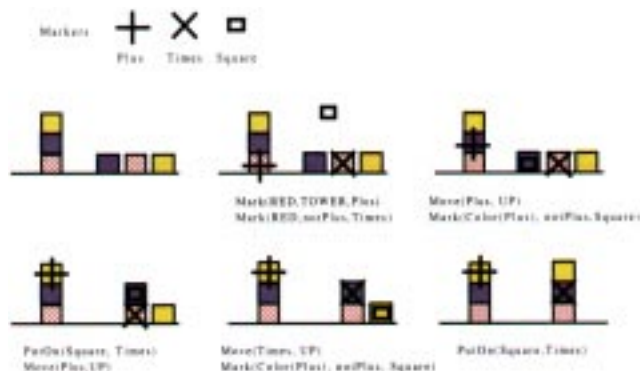 Markers
Plus Times Square
Mark(RED,TOWER,Plus)
Mark(RED,notPlus,Times)
Move(Plus, UP)
Mark(Color(Plus), notPlus,Square)
PutOn(Square, Times)
Move(Plus,UP)
Move(Times, UP)
Mark(Color(Plus), notPlus, Square)
PutOn(Square,Times)